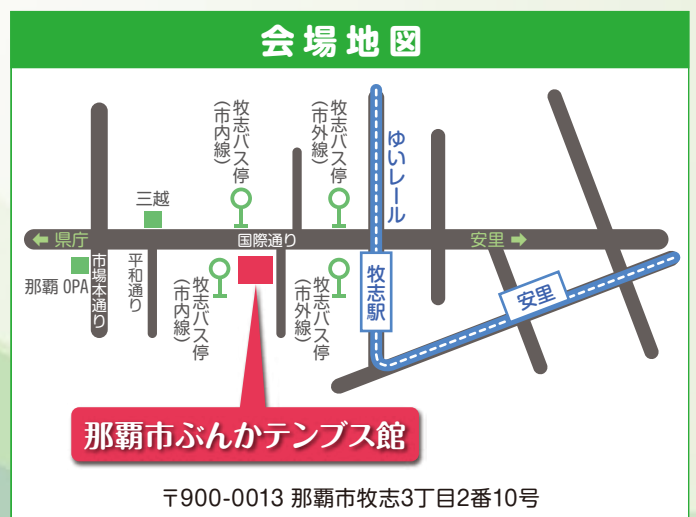 会場地図
牧志バス停
(市内線)
牧志バス停
(市外線)
ゆいレール
三越
県庁
国際通り
安里
那覇 OPA
市場本通り
平和通り
牧志バス停
(市内線)
牧志バス停
(市外線)
牧志駅
安里
那覇市ぶんかテンブス館
〒900-0013 那覇市牧志3丁目2番10号